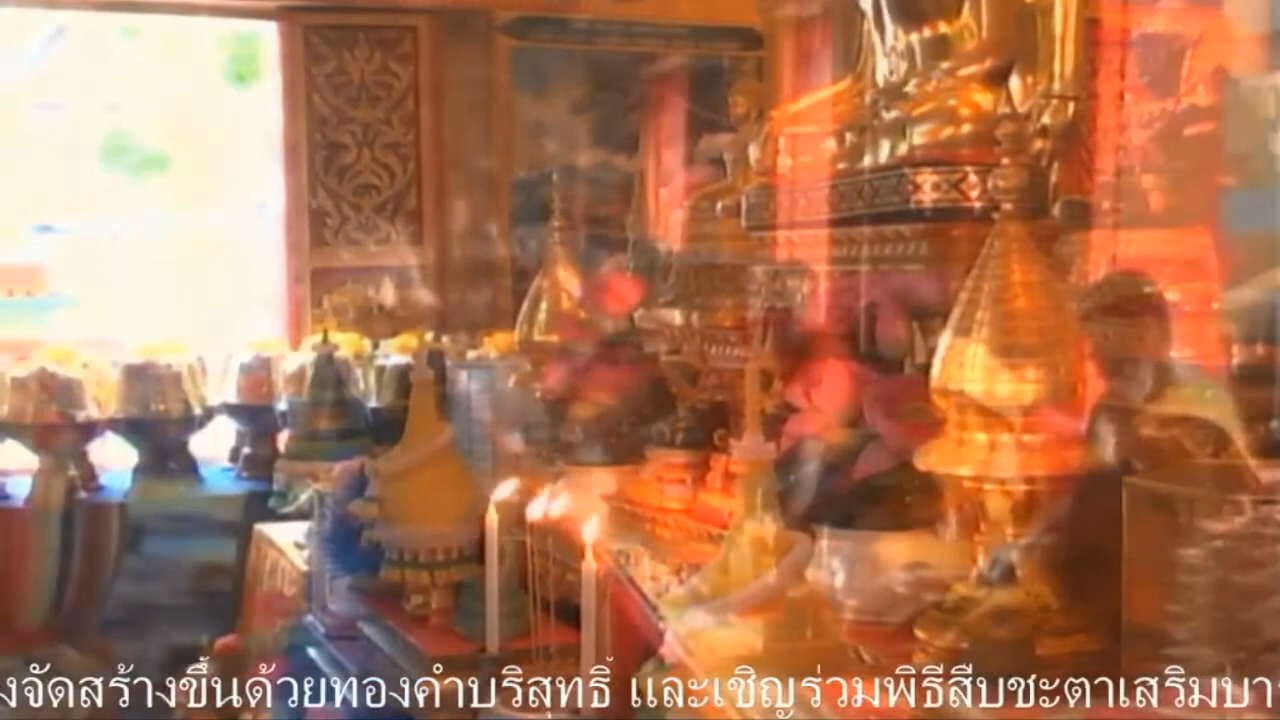 งจัดสร้างขึ้นด้วยทองคำบริสุทธิ์ และเชิญร่วมพิธีสืบชะตาเสริมบา